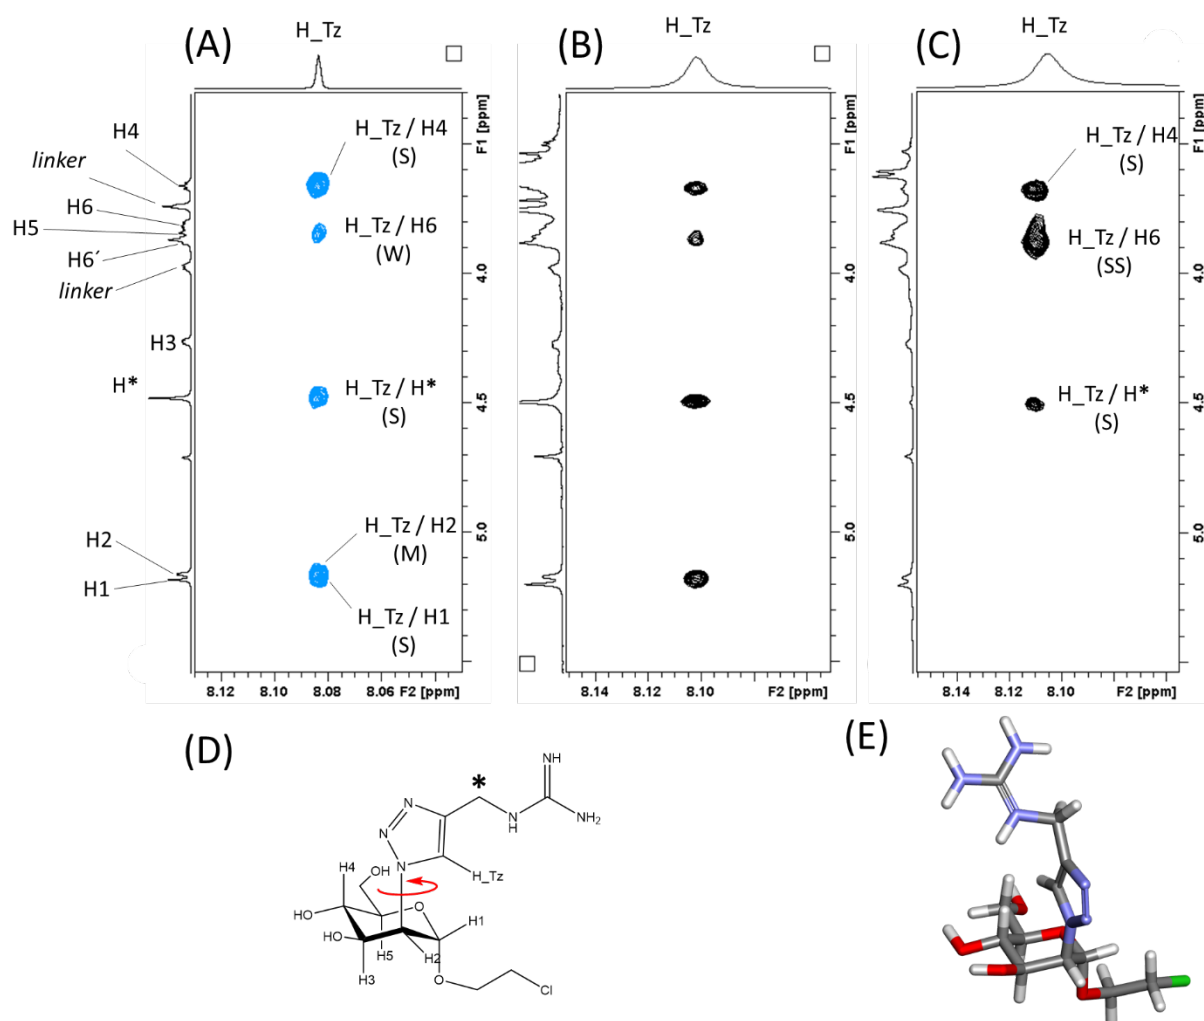 (A)
H_Tz
(B)
H_Tz
(C)
H_Tz
H4
linker
H6
H5
H6´
linker
H3
H*
H2
H1
H_Tz / H4
(S)
H_Tz / H6
(W)
H_Tz / H*
(S)
H_Tz / H2
(M)
H_Tz / H1
(S)
F1 [ppm]
4.0
4.5
5.0
8.12 8.10 8.08 8.06 F2 [ppm]
F1 [ppm]
4.0
4.5
5.0
8.14 8.10 F2 [ppm]
H_Tz / H4
(S)
H_Tz / H6
(SS)
H_Tz / H*
(S)
F1 [ppm]
4.0
4.5
5.0
8.14 8.10 F2 [ppm]
(D)
*
NH
N
N
N
N
H
NH2
H_Tz
H4
OH
O
H1
HO
HO
H5
H2
H3
O
Cl
(E)